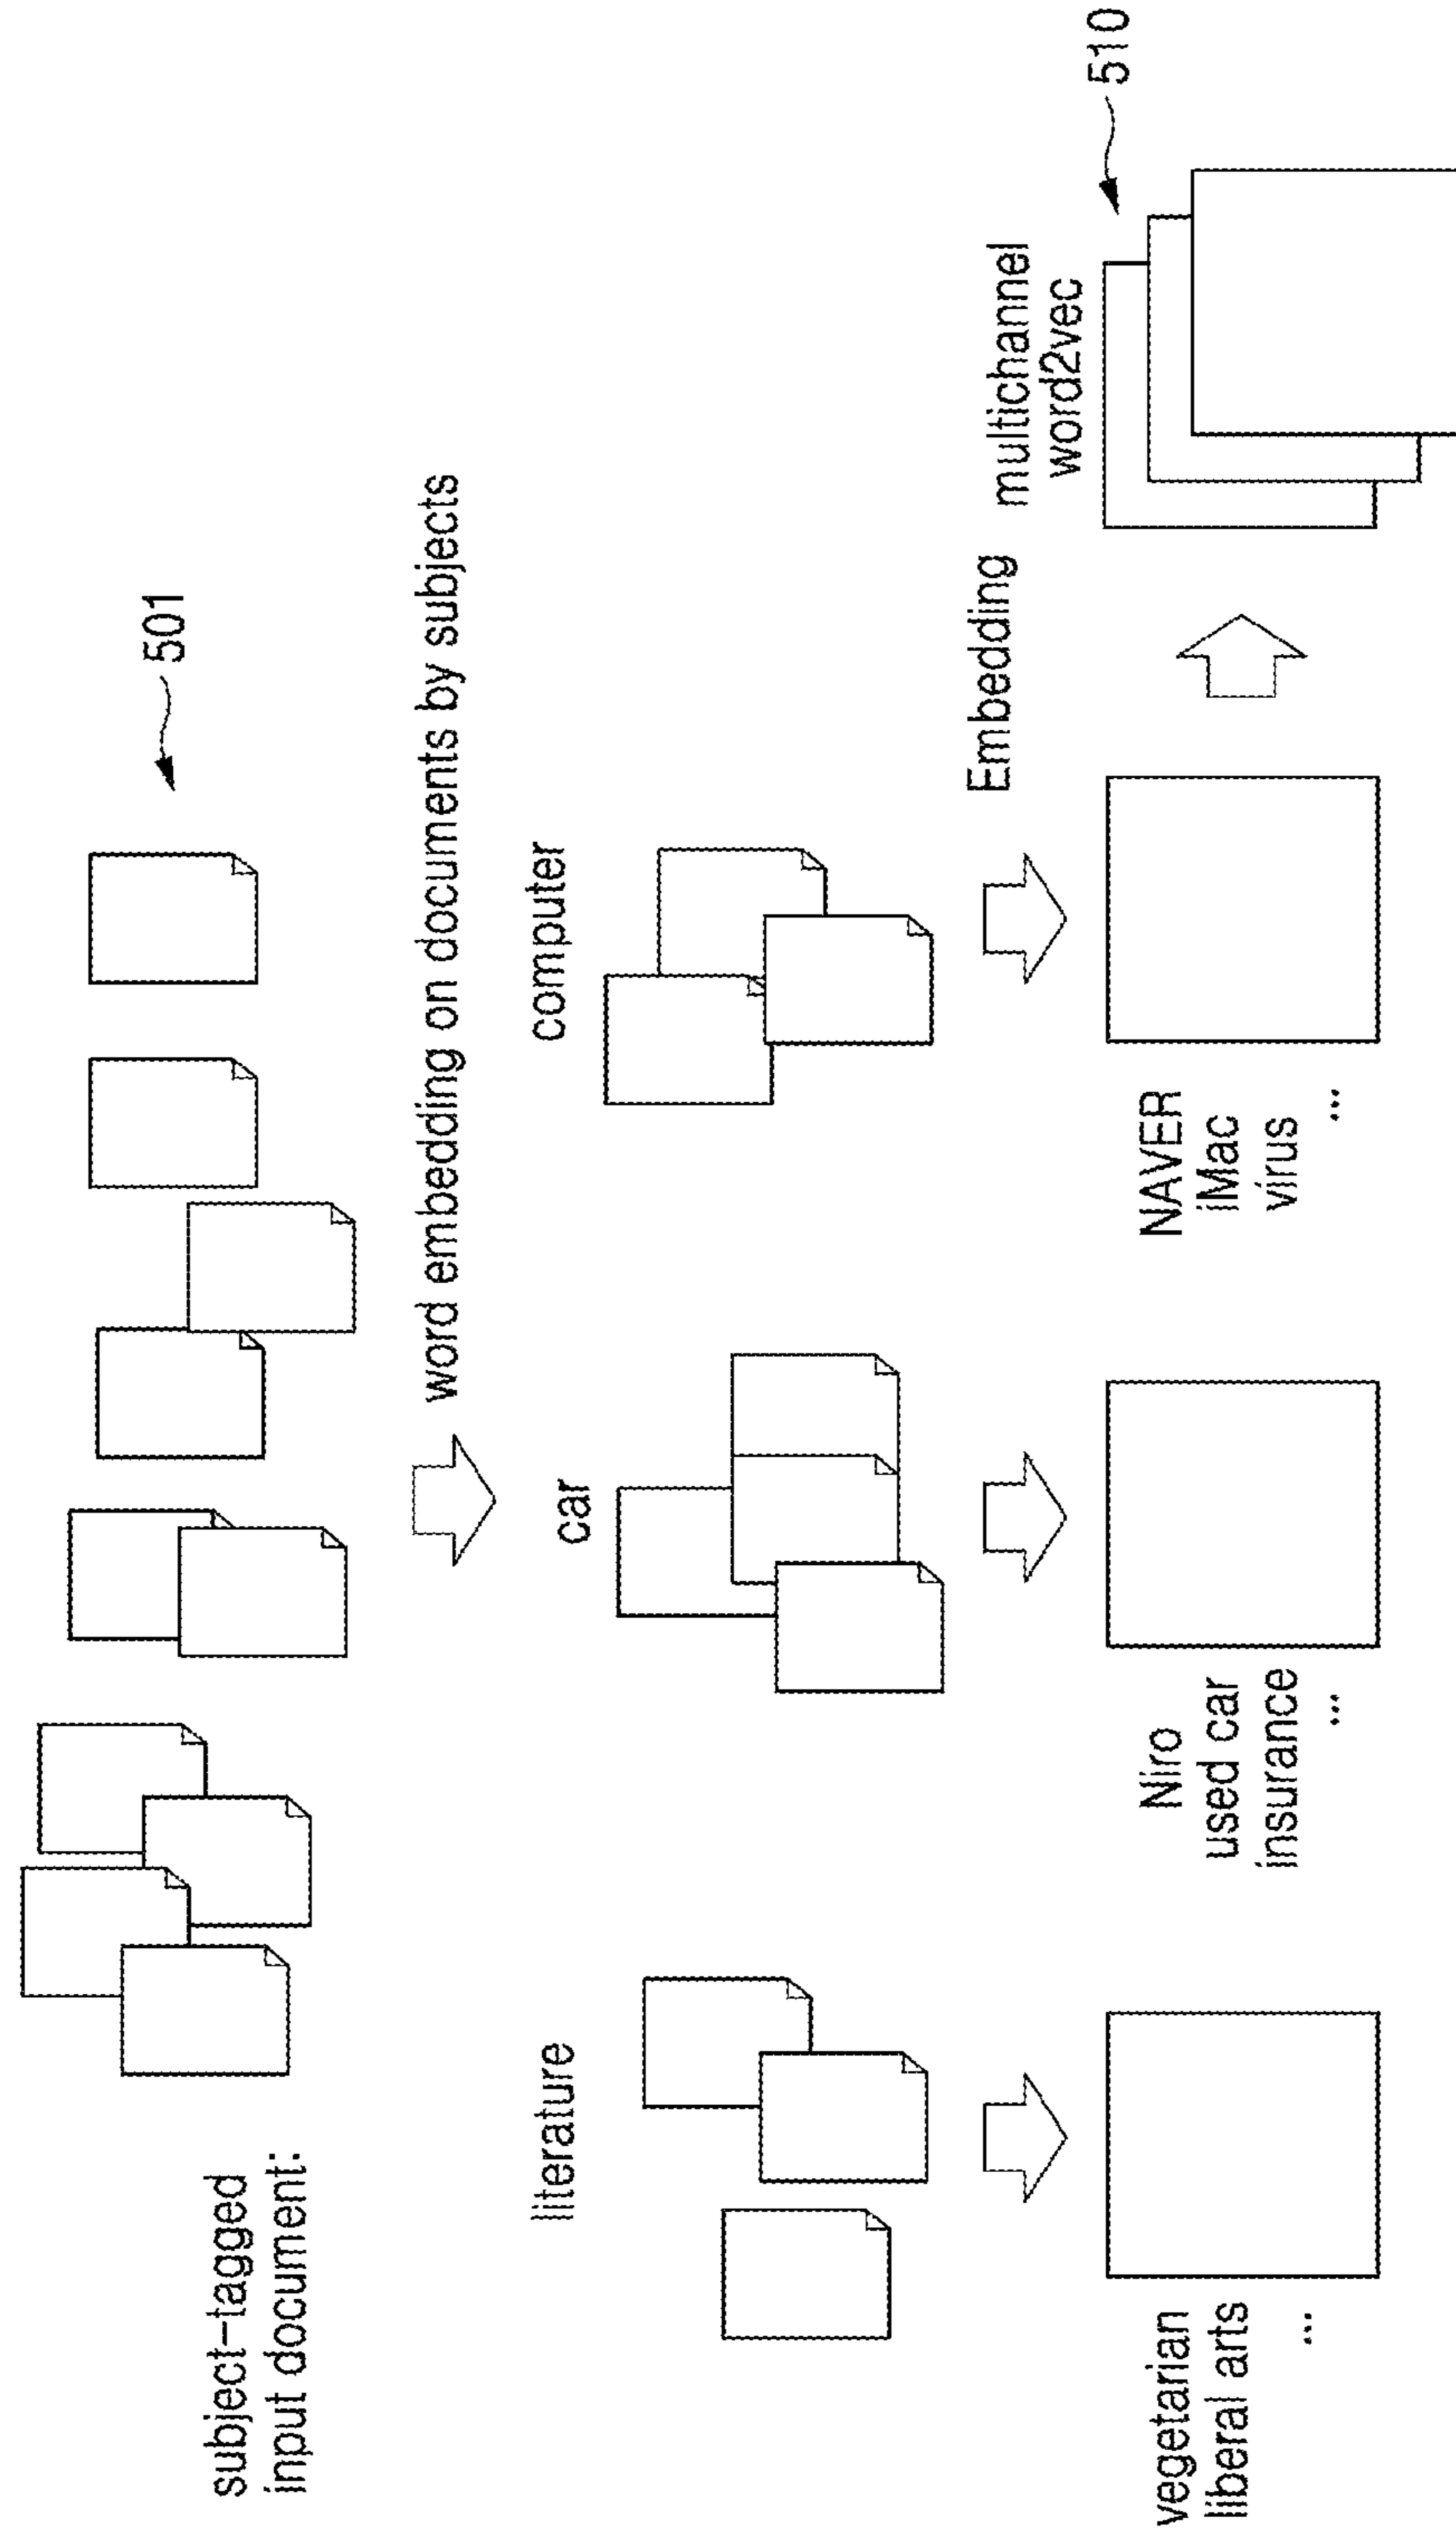 501
subject-tagged
input document:
word embedding on documents by subjects
literature
car
computer
Embedding
multichannel
word2vec
510
vegetarian
liberal arts
...
Niro
used car
insurance
...
NAVER
iMac
virus
...